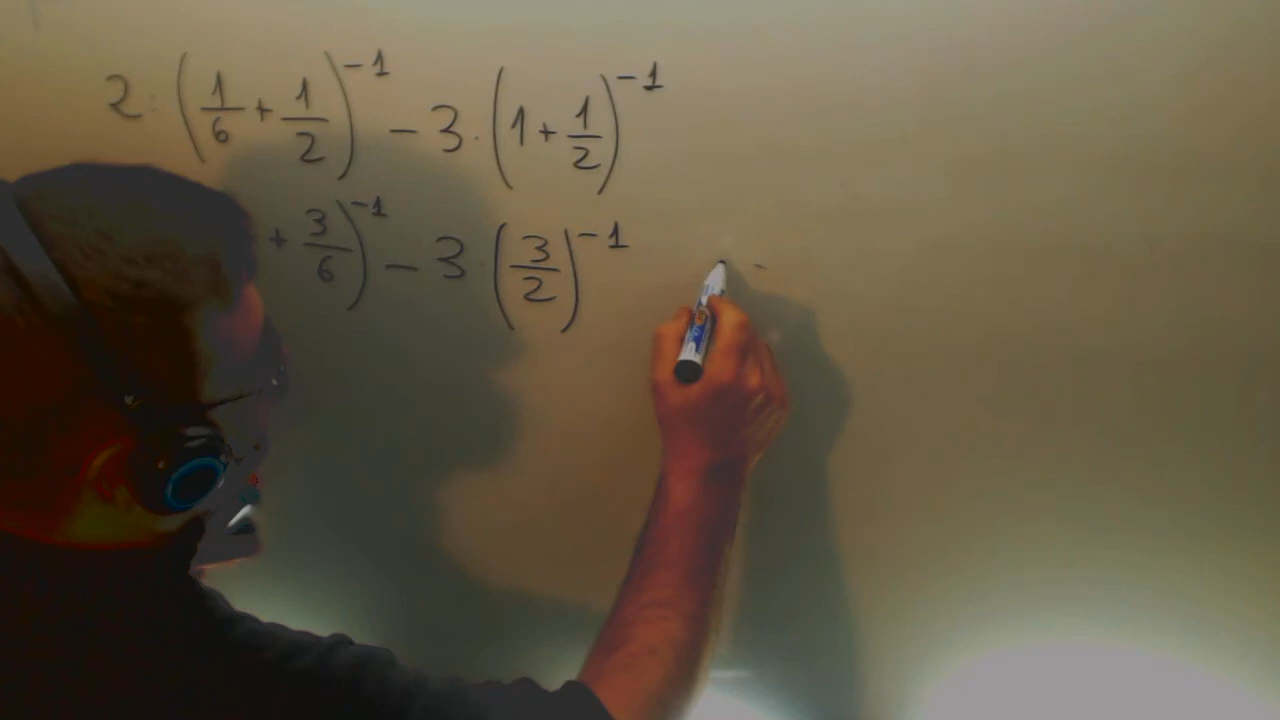 2 · (1/6 + 1/2)^-1 - 3 · (1 + 1/2)^-1
+ 3/6)^-1 - 3 · (3/2)^-1